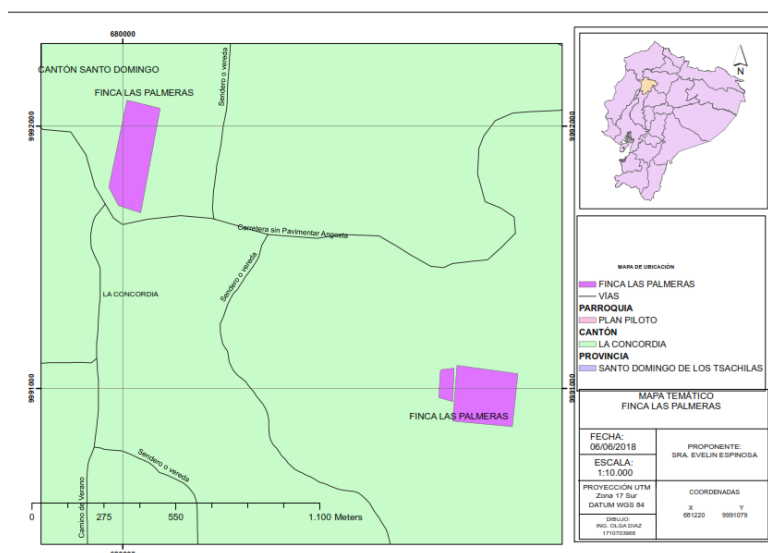 680000
CANTÓN SANTO DOMINGO
FINCA LAS PALMERAS
Sendero o vereda
9992000
9992000
Carretera sin Pavimentar Angosta
Sendero o vereda
LA CONCORDIA
9991000
9991000
FINCA LAS PALMERAS
Sendero o vereda
Camino de Verano
0 275 550 1.100 Meters
680000
N
MAPA DE UBICACIÓN
FINCA LAS PALMERAS
VÍAS
PARROQUIA
PLAN PILOTO
CANTÓN
LA CONCORDIA
PROVINCIA
SANTO DOMINGO DE LOS TSACHILAS
MAPA TEMÁTICO
FINCA LAS PALMERAS
FECHA:
06/06/2018
ESCALA:
1:10.000
PROPONENTE:
SRA. EVELIN ESPINOSA
PROYECCIÓN UTM
Zona 17 Sur
DATUM WGS 84
COORDENADAS
X Y
681220 9991079
DIBUJO:
ING. OLGA DIAZ
1710703966